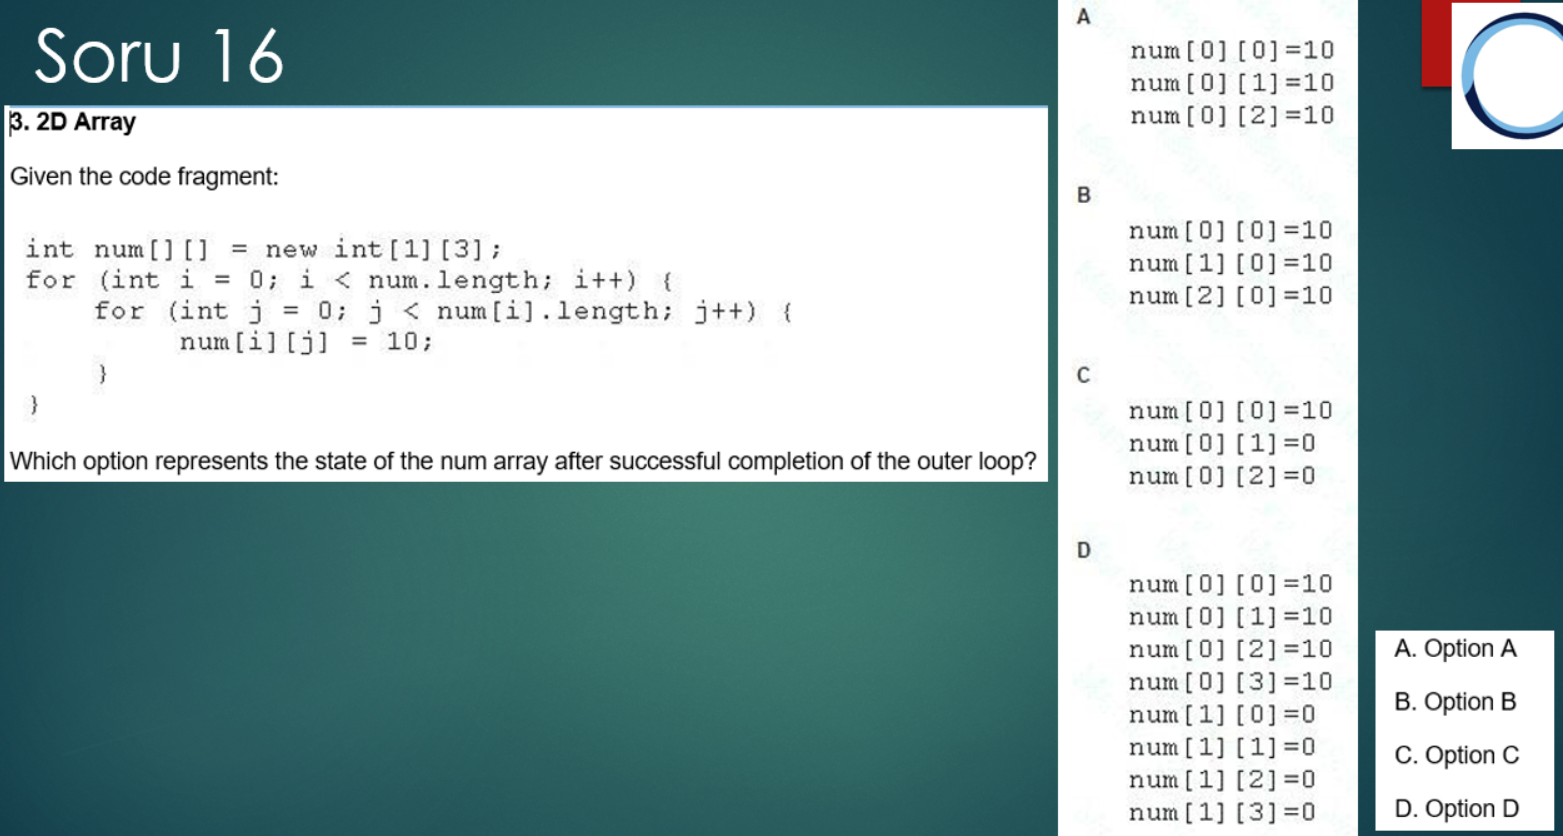 Soru 16
3. 2D Array
Given the code fragment:
int num[][] = new int[1][3];
for (int i = 0; i < num.length; i++) {
for (int j = 0; j < num[i].length; j++) {
num[i][j] = 10;
}
}
Which option represents the state of the num array after successful completion of the outer loop?
A
num[0][0]=10
num[0][1]=10
num[0][2]=10
B
num[0][0]=10
num[1][0]=10
num[2][0]=10
C
num[0][0]=10
num[0][1]=0
num[0][2]=0
D
num[0][0]=10
num[0][1]=10
num[0][2]=10
num[0][3]=10
num[1][0]=0
num[1][1]=0
num[1][2]=0
num[1][3]=0
A. Option A
B. Option B
C. Option C
D. Option D